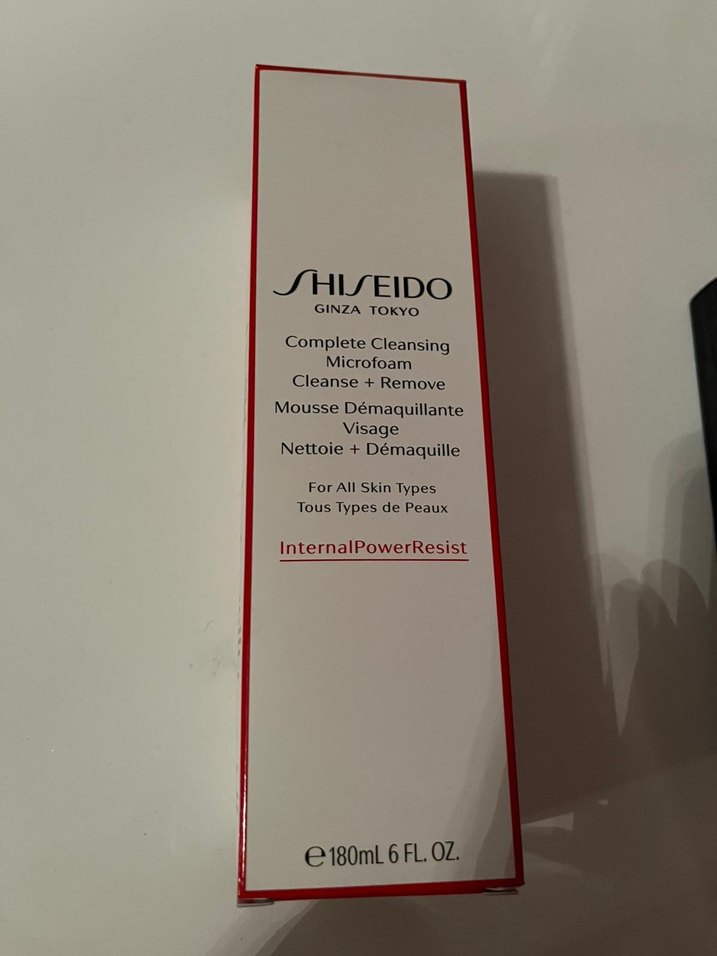 SHISEIDO
GINZA TOKYO
Complete Cleansing
Microfoam
Cleanse + Remove
Mousse Démaquillante
Visage
Nettoie + Démaquille
For All Skin Types
Tous Types de Peaux
InternalPowerResist
℮180mL 6 FL. OZ.